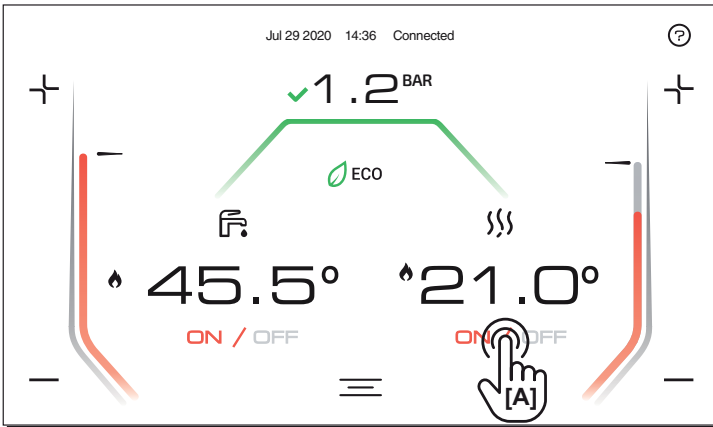 Jul 29 2020 14:36 Connected
?
1.2 BAR
ECO
45.5° 21.0°
ON / OFF ON / OFF
[A]